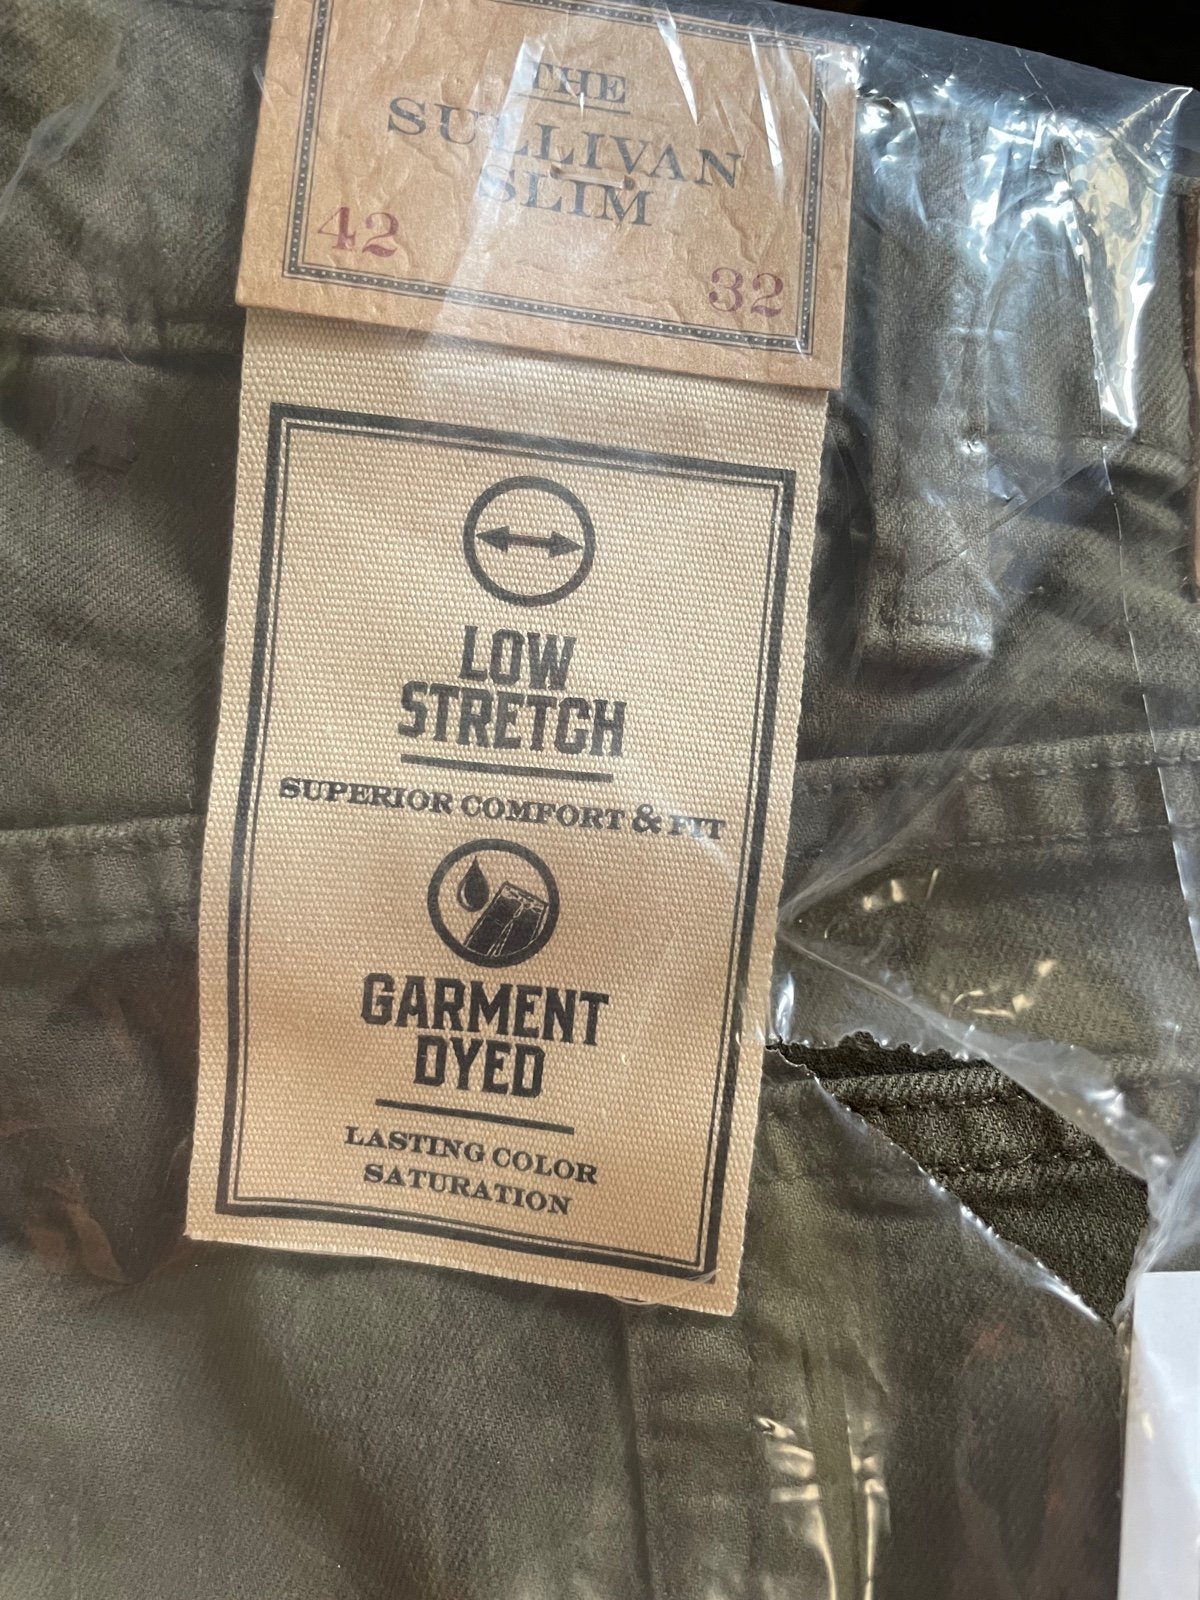 THE
SULLIVAN
SLIM
42
32
LOW
STRETCH
SUPERIOR COMFORT & FIT
GARMENT
DYED
LASTING COLOR
SATURATION